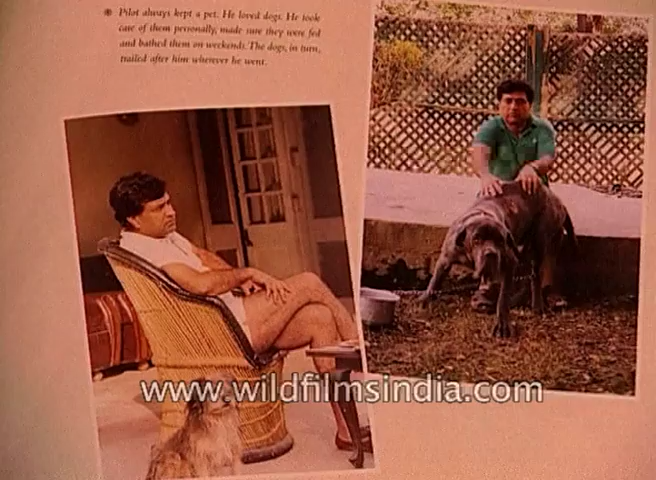 Pilot always kept a pet. He loved dogs. He took
care of them personally, made sure they were fed
and bathed them on weekends. The dogs, in turn,
trailed after him wherever he went.
www.wildfilmsindia.com